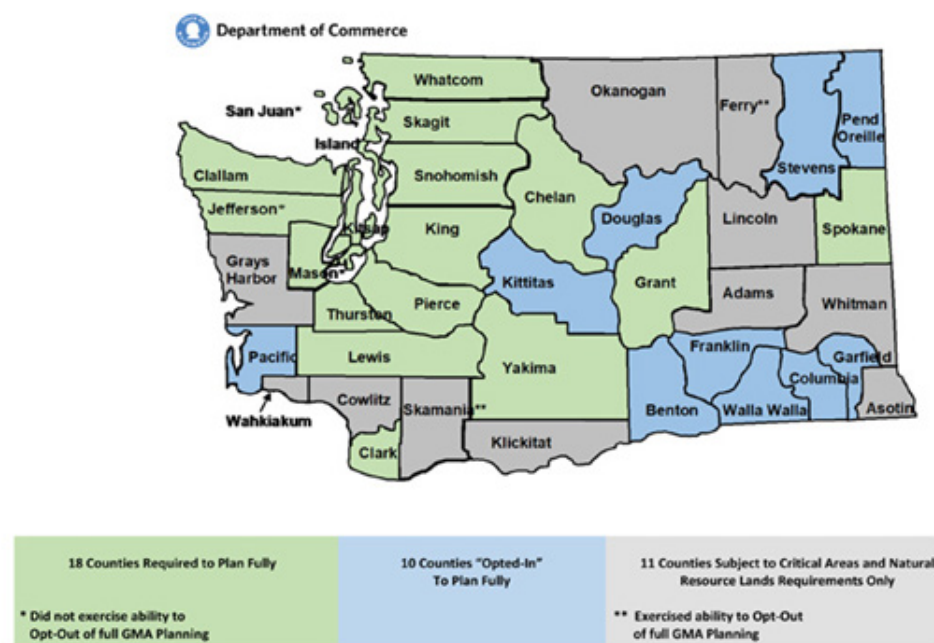 Department of Commerce
Whatcom
Okanogan
Ferry**
Pend
Oreille
San Juan*
Skagit
Island
Stevens
Clallam
Snohomish
Chelan
Jefferson*
Douglas
Lincoln
Spokane
Kitsap
King
Grays
Harbor
Mason*
Kittitas
Grant
Adams
Whitman
Pierce
Thurston
Franklin
Pacific
Lewis
Yakima
Garfield
Columbia
Cowlitz
Skamania**
Benton
Walla Walla
Asotin
Wahkiakum
Klickitat
Clark
18 Counties Required to Plan Fully
* Did not exercise ability to
Opt-Out of full GMA Planning
10 Counties “Opted-In”
To Plan Fully
11 Counties Subject to Critical Areas and Natural
Resource Lands Requirements Only
** Exercised ability to Opt-Out
of full GMA Planning